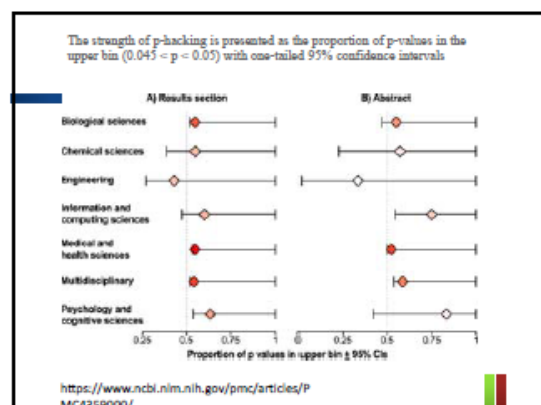 The strength of p-hacking is presented as the proportion of p-values in the
upper bin (0.045 < p < 0.05) with one-tailed 95% confidence intervals
A) Results section
B) Abstract
Biological sciences
Chemical sciences
Engineering
Information and
computing sciences
Medical and
health sciences
Multidisciplinary
Psychology and
cognitive sciences
0.25 0.5 0.75 1 0 0.25 0.5 0.75 1
Proportion of p values in upper bin ± 95% CIs
https://www.ncbi.nlm.nih.gov/pmc/articles/P
MC4359000/